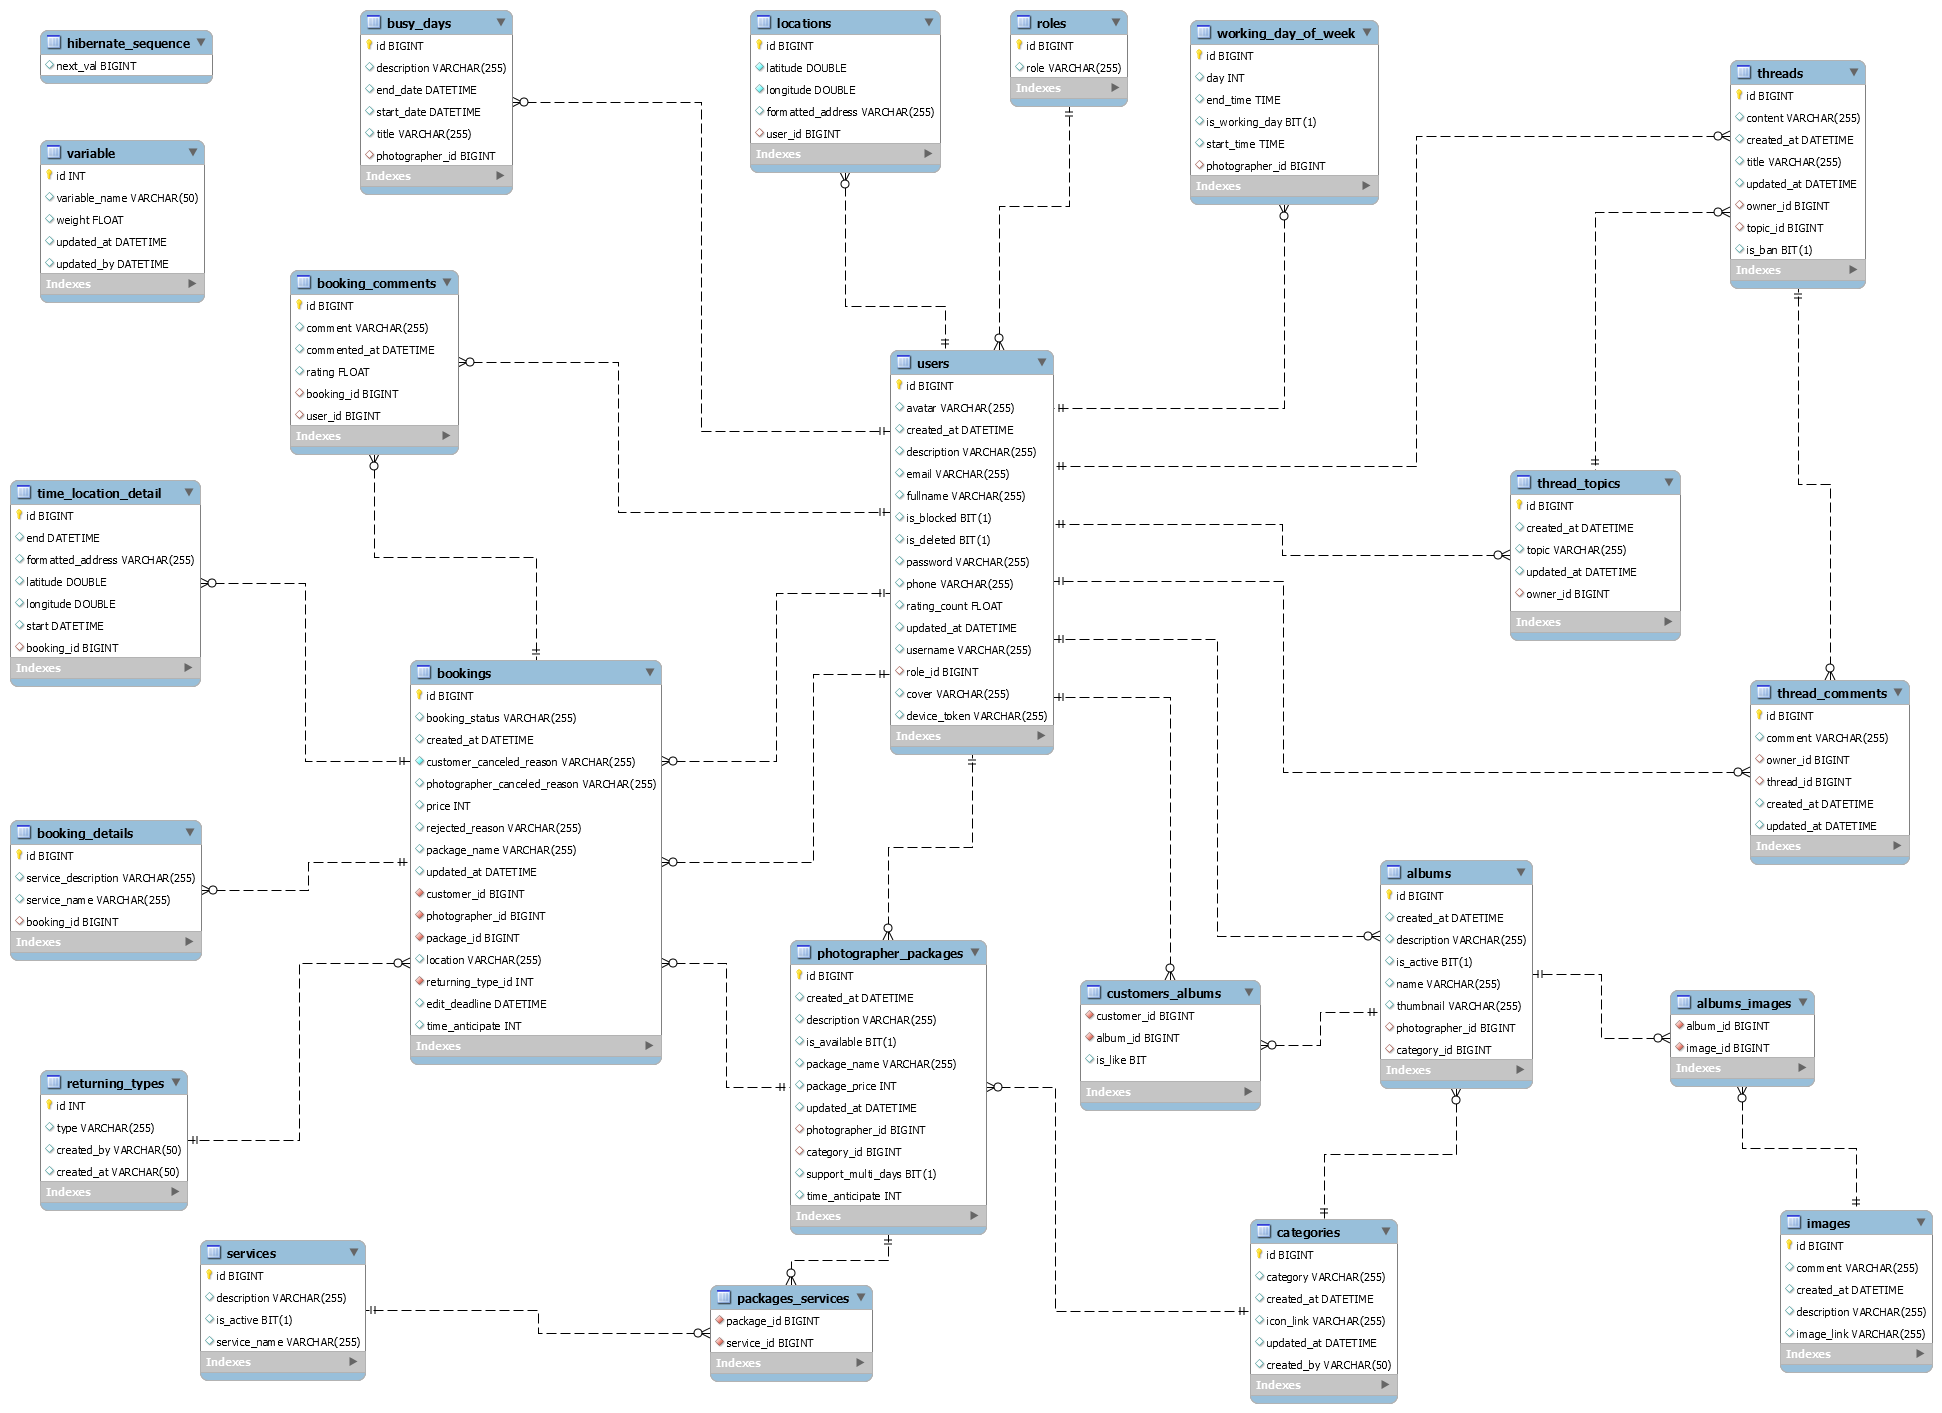 hibernate_sequence
next_val BIGINT
variable
id INT
variable_name VARCHAR(50)
weight FLOAT
updated_at DATETIME
updated_by DATETIME
Indexes
busy_days
id BIGINT
description VARCHAR(255)
end_date DATETIME
start_date DATETIME
title VARCHAR(255)
photographer_id BIGINT
Indexes
locations
id BIGINT
latitude DOUBLE
longitude DOUBLE
formatted_address VARCHAR(255)
user_id BIGINT
Indexes
roles
id BIGINT
role VARCHAR(255)
Indexes
working_day_of_week
id BIGINT
day INT
end_time TIME
is_working_day BIT(1)
start_time TIME
photographer_id BIGINT
Indexes
threads
id BIGINT
content VARCHAR(255)
created_at DATETIME
title VARCHAR(255)
updated_at DATETIME
owner_id BIGINT
topic_id BIGINT
is_ban BIT(1)
Indexes
booking_comments
id BIGINT
comment VARCHAR(255)
commented_at DATETIME
rating FLOAT
booking_id BIGINT
user_id BIGINT
Indexes
users
id BIGINT
avatar VARCHAR(255)
created_at DATETIME
description VARCHAR(255)
email VARCHAR(255)
fullname VARCHAR(255)
is_blocked BIT(1)
is_deleted BIT(1)
password VARCHAR(255)
phone VARCHAR(255)
rating_count FLOAT
updated_at DATETIME
username VARCHAR(255)
role_id BIGINT
cover VARCHAR(255)
device_token VARCHAR(255)
Indexes
thread_topics
id BIGINT
created_at DATETIME
topic VARCHAR(255)
updated_at DATETIME
owner_id BIGINT
Indexes
time_location_detail
id BIGINT
end DATETIME
formatted_address VARCHAR(255)
latitude DOUBLE
longitude DOUBLE
start DATETIME
booking_id BIGINT
Indexes
bookings
id BIGINT
booking_status VARCHAR(255)
created_at DATETIME
customer_canceled_reason VARCHAR(255)
photographer_canceled_reason VARCHAR(255)
price INT
rejected_reason VARCHAR(255)
package_name VARCHAR(255)
updated_at DATETIME
customer_id BIGINT
photographer_id BIGINT
package_id BIGINT
location VARCHAR(255)
returning_type_id INT
edit_deadline DATETIME
time_anticipate INT
Indexes
thread_comments
id BIGINT
comment VARCHAR(255)
owner_id BIGINT
thread_id BIGINT
created_at DATETIME
updated_at DATETIME
Indexes
booking_details
id BIGINT
service_description VARCHAR(255)
service_name VARCHAR(255)
booking_id BIGINT
Indexes
albums
id BIGINT
created_at DATETIME
description VARCHAR(255)
is_active BIT(1)
name VARCHAR(255)
thumbnail VARCHAR(255)
photographer_id BIGINT
category_id BIGINT
Indexes
photographer_packages
id BIGINT
created_at DATETIME
description VARCHAR(255)
is_available BIT(1)
package_name VARCHAR(255)
package_price INT
updated_at DATETIME
photographer_id BIGINT
category_id BIGINT
support_multi_days BIT(1)
time_anticipate INT
Indexes
customers_albums
customer_id BIGINT
album_id BIGINT
is_like BIT
Indexes
albums_images
album_id BIGINT
image_id BIGINT
Indexes
returning_types
id INT
type VARCHAR(255)
created_by VARCHAR(50)
created_at VARCHAR(50)
Indexes
services
id BIGINT
description VARCHAR(255)
is_active BIT(1)
service_name VARCHAR(255)
Indexes
packages_services
package_id BIGINT
service_id BIGINT
Indexes
categories
id BIGINT
category VARCHAR(255)
created_at DATETIME
icon_link VARCHAR(255)
updated_at DATETIME
created_by VARCHAR(50)
Indexes
images
id BIGINT
comment VARCHAR(255)
created_at DATETIME
description VARCHAR(255)
image_link VARCHAR(255)
Indexes